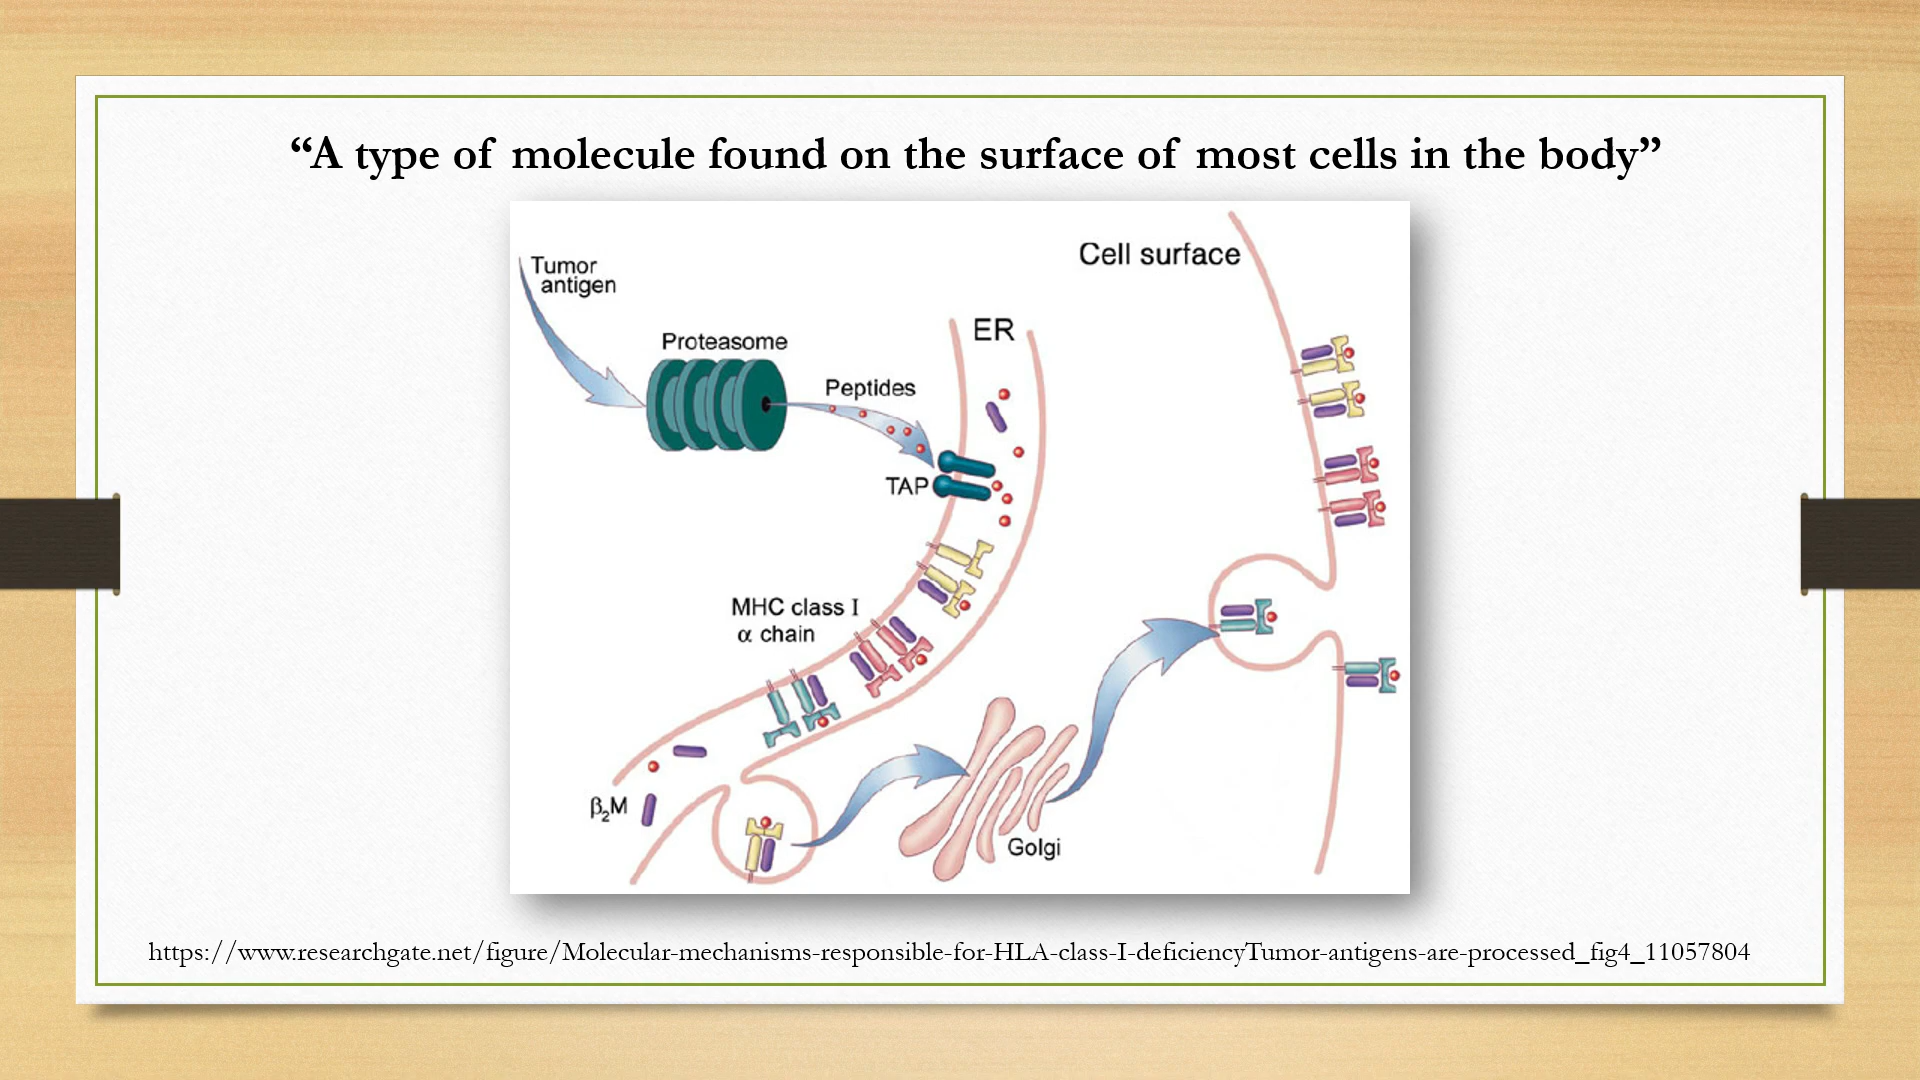 “A type of molecule found on the surface of most cells in the body”
Tumor
antigen
Proteasome
Peptides
TAP
ER
Cell surface
MHC class I
α chain
β₂M
Golgi
https://www.researchgate.net/figure/Molecular-mechanisms-responsible-for-HLA-class-I-deficiencyTumor-antigens-are-processed_fig4_11057804